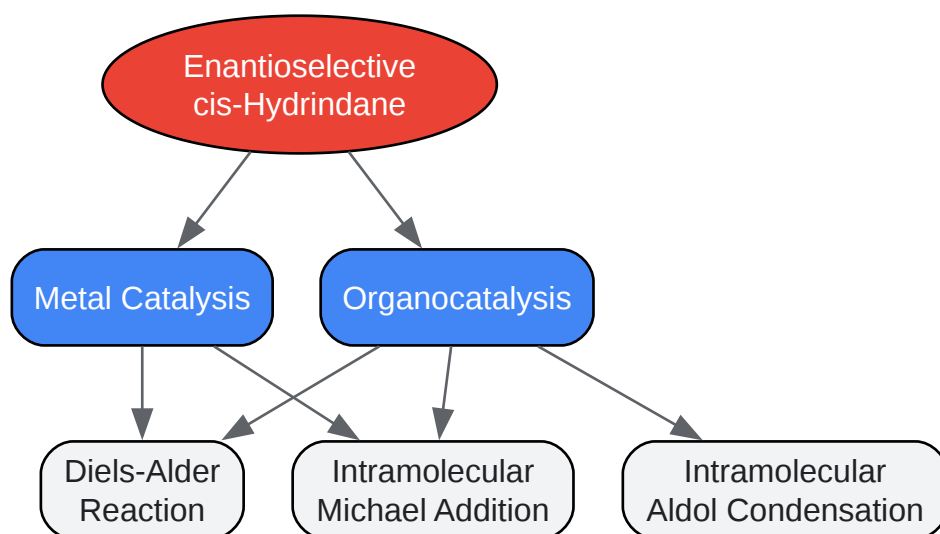 Enantioselective
cis-Hydrindane
Metal Catalysis
Organocatalysis
Diels-Alder
Reaction
Intramolecular
Michael Addition
Intramolecular
Aldol Condensation